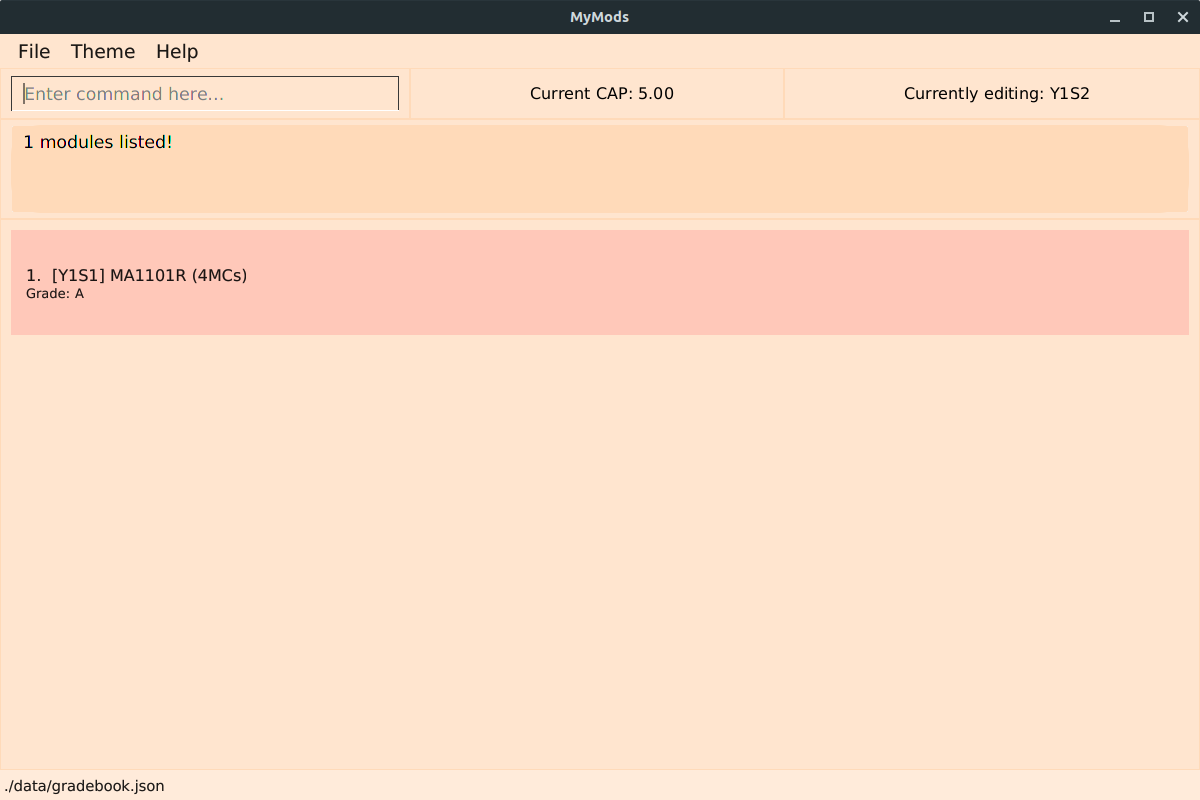 MyMods
File Theme Help
Enter command here...
Current CAP: 5.00
Currently editing: Y1S2
1 modules listed!
1. [Y1S1] MA1101R (4MCs)
Grade: A
./data/gradebook.json